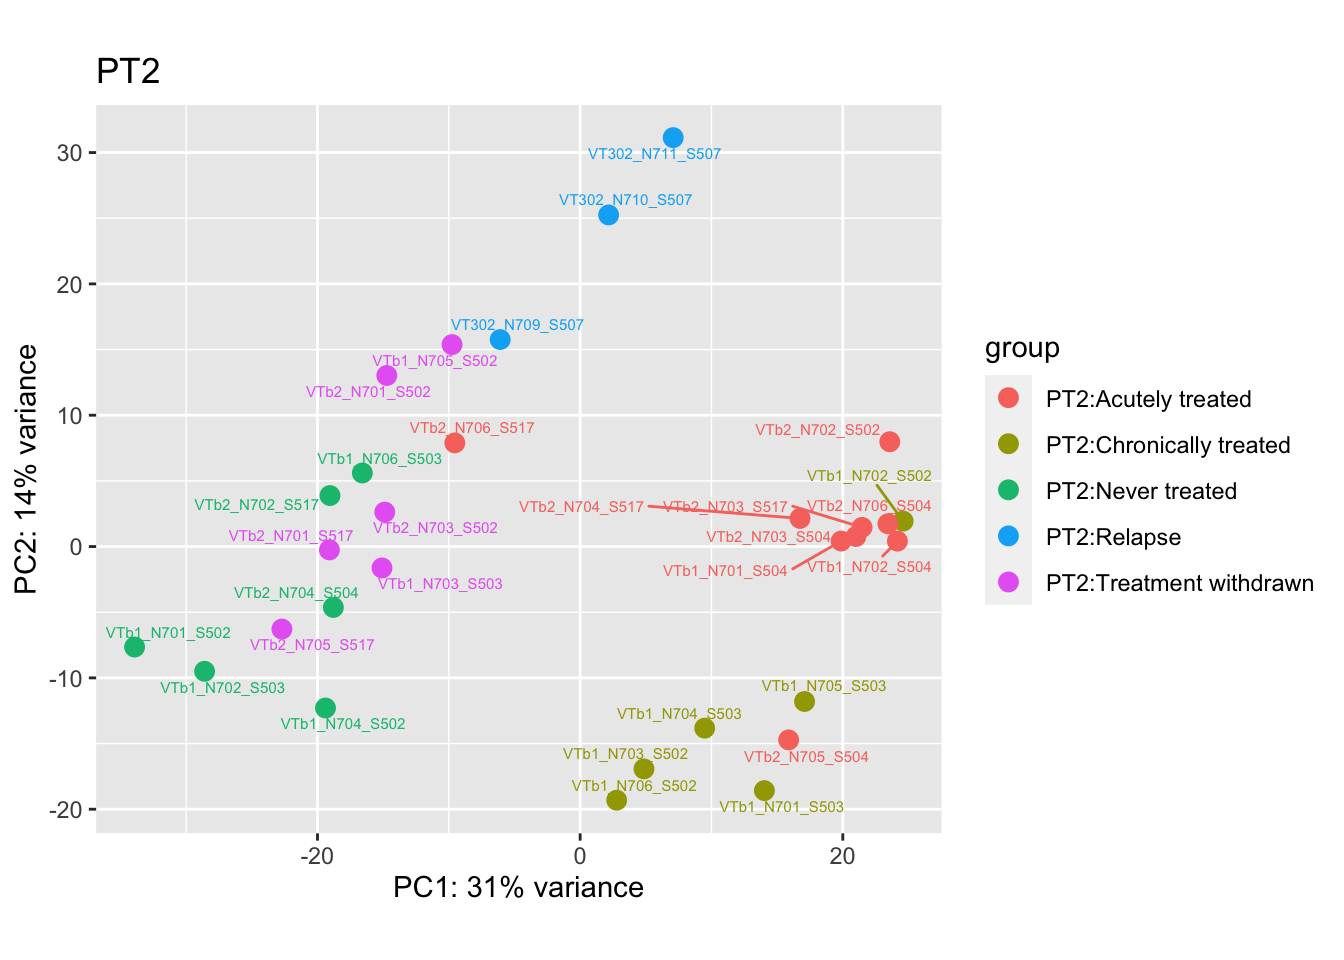 PT2
VT302_N711_S507
VT302_N710_S507
VT302_N709_S507
VTb1_N705_S502
VTb2_N701_S502
VTb2_N706_S517
VTb2_N702_S502
VTb1_N706_S503
VTb1_N702_S502
VTb2_N702_S517
VTb2_N704_S517
VTb2_N703_S517
VTb2_N706_S504
VTb2_N703_S502
VTb2_N701_S517
VTb2_N703_S504
VTb1_N701_S504
VTb1_N702_S504
VTb1_N703_S503
VTb2_N704_S504
VTb1_N701_S502
VTb2_N705_S517
VTb1_N702_S503
VTb1_N705_S503
VTb1_N704_S503
VTb1_N704_S502
VTb1_N703_S502
VTb2_N705_S504
VTb1_N706_S502
VTb1_N701_S503
30
20
10
0
-10
-20
-20
0
20
PC1: 31% variance
PC2: 14% variance
group
PT2:Acutely treated
PT2:Chronically treated
PT2:Never treated
PT2:Relapse
PT2:Treatment withdrawn